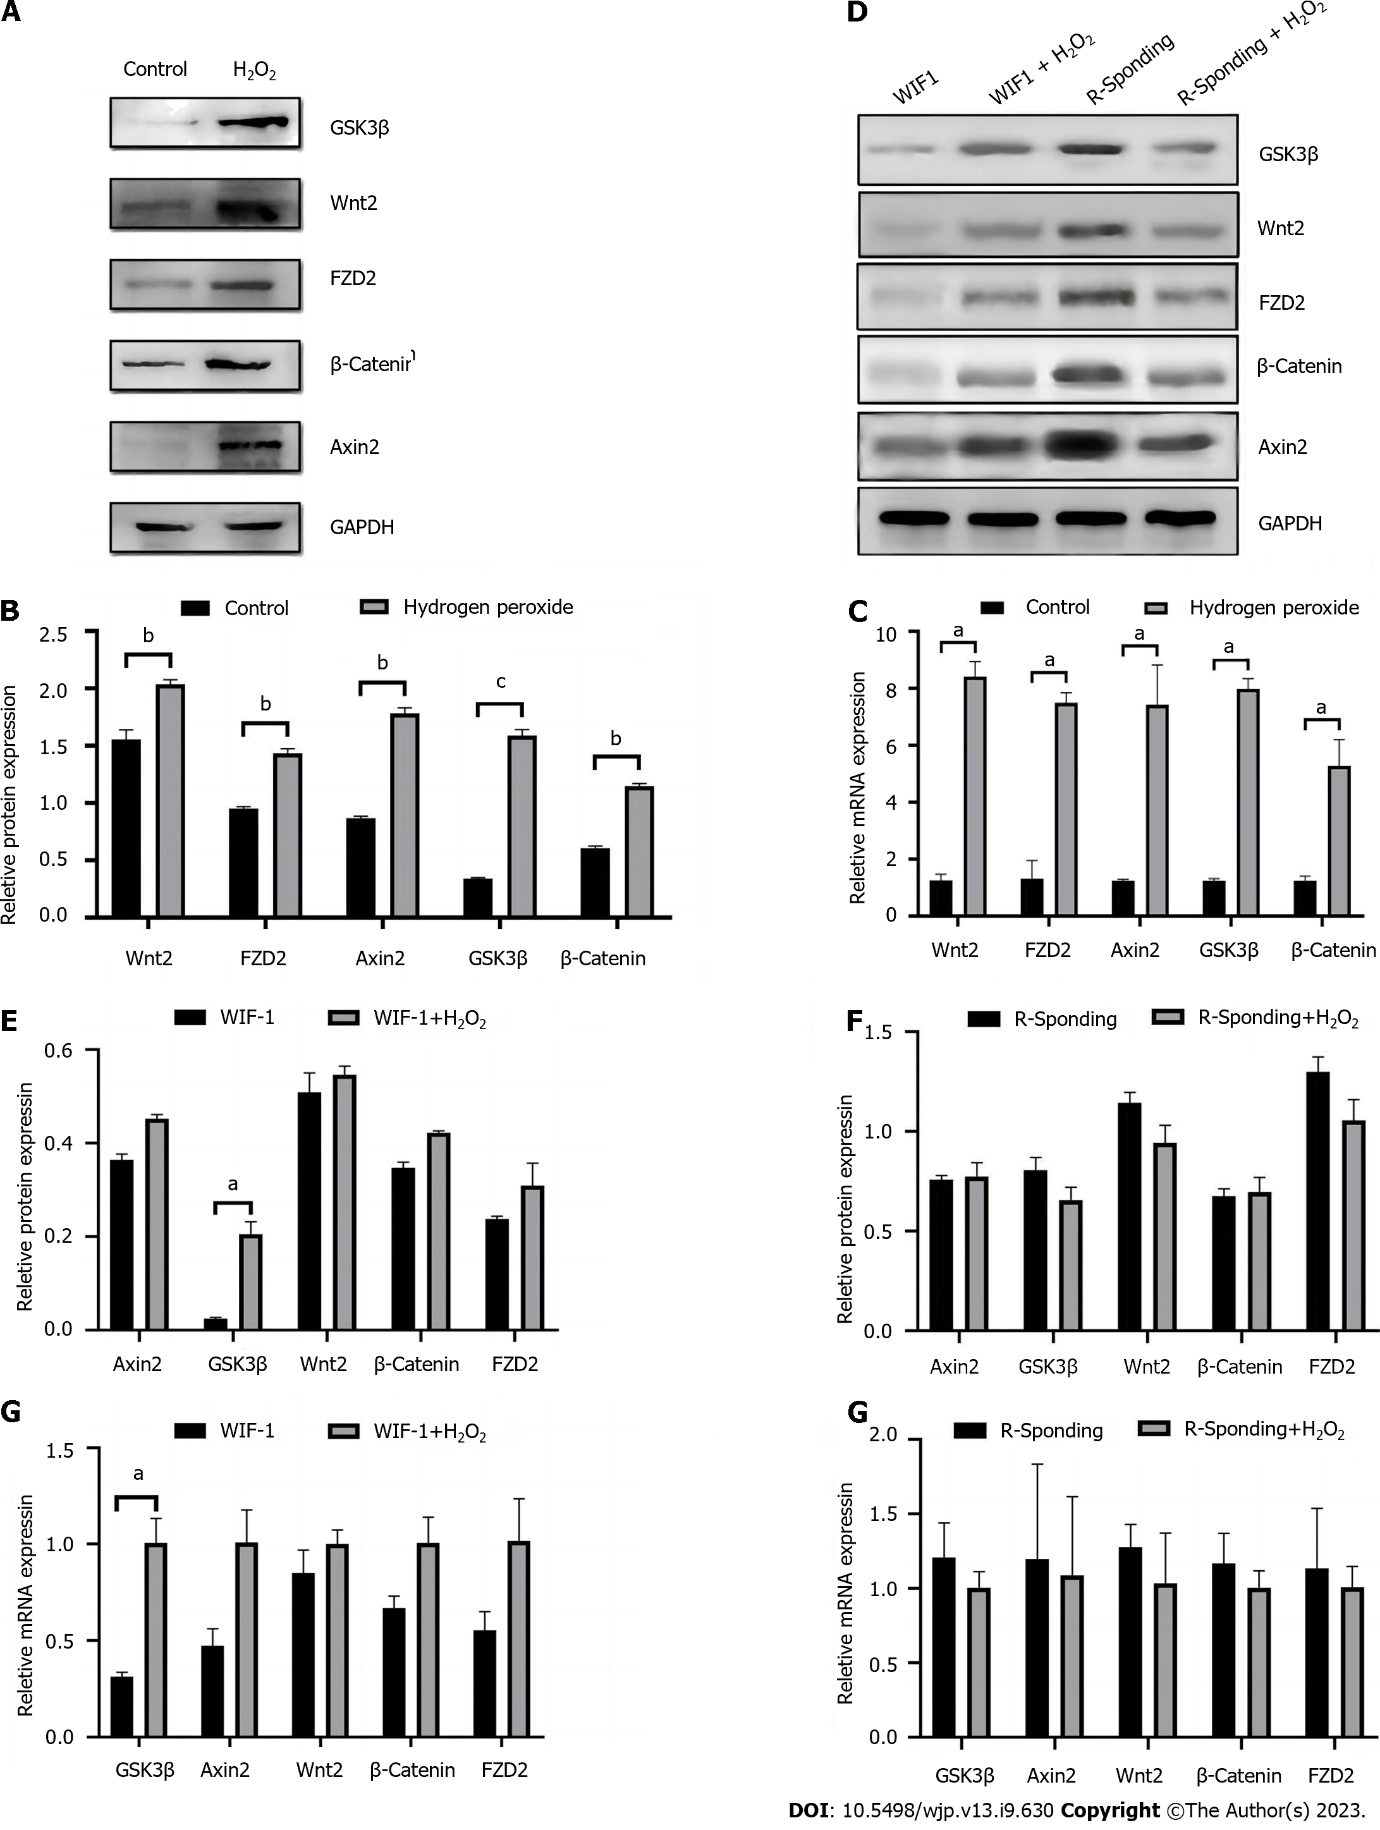 A
Control H₂O₂
GSK3β
Wnt2
FZD2
β-Catenin
Axin2
GAPDH
D
WIF1 WIF1 + H₂O₂ R-Sponding R-Sponding + H₂O₂
GSK3β
Wnt2
FZD2
β-Catenin
Axin2
GAPDH
B
Control Hydrogen peroxide
Reletive protein expression
2.5
2.0
1.5
1.0
0.5
0.0
b b b c b
Wnt2 FZD2 Axin2 GSK3β β-Catenin
C
Control Hydrogen peroxide
Reletive mRNA expression
10
8
6
4
2
0
a a a a a
Wnt2 FZD2 Axin2 GSK3β β-Catenin
E
WIF-1 WIF-1+H₂O₂
Reletive protein expressin
0.6
0.4
0.2
0.0
a
Axin2 GSK3β Wnt2 β-Catenin FZD2
F
R-Sponding R-Sponding+H₂O₂
Reletive protein expressin
1.5
1.0
0.5
0.0
Axin2 GSK3β Wnt2 β-Catenin FZD2
G
WIF-1 WIF-1+H₂O₂
Reletive mRNA expressin
1.5
1.0
0.5
0.0
a
GSK3β Axin2 Wnt2 β-Catenin FZD2
G
R-Sponding R-Sponding+H₂O₂
Reletive mRNA expressin
2.0
1.5
1.0
0.5
0.0
GSK3β Axin2 Wnt2 β-Catenin FZD2
DOI: 10.5498/wjp.v13.i9.630 Copyright ©The Author(s) 2023.